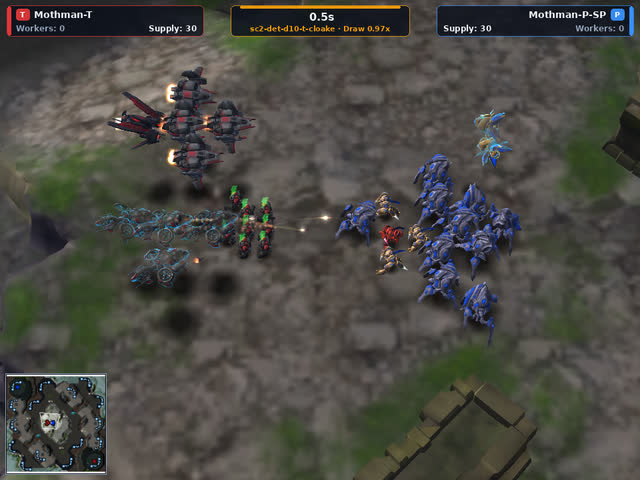 T Mothman-T
Workers: 0 Supply: 30
0.5s
sc2-det-d10-t-cloake · Draw 0.97x
Mothman-P-SP P
Supply: 30 Workers: 0